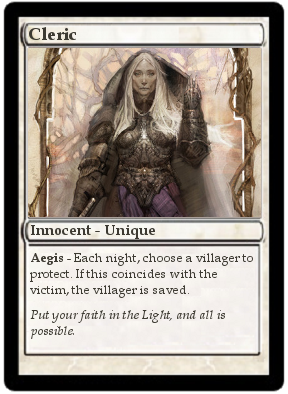 Cleric
Innocent - Unique
Aegis - Each night, choose a villager to
protect. If this coincides with the
victim, the villager is saved.
Put your faith in the Light, and all is
possible.